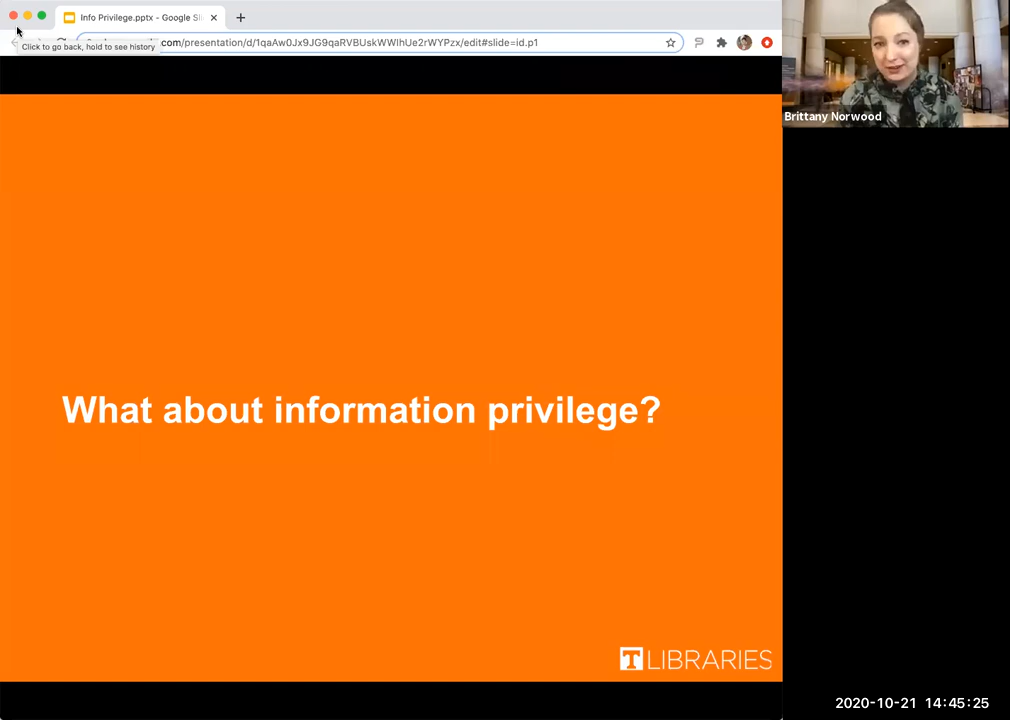 Info Privilege.pptx - Google Sli
Click to go back, hold to see history
com/presentation/d/1qaAw0Jx9JG9qaRVBUskWWlhUe2rWYPzx/edit#slide=id.p1
Brittany Norwood
What about information privilege?
T LIBRARIES
2020-10-21 14:45:25